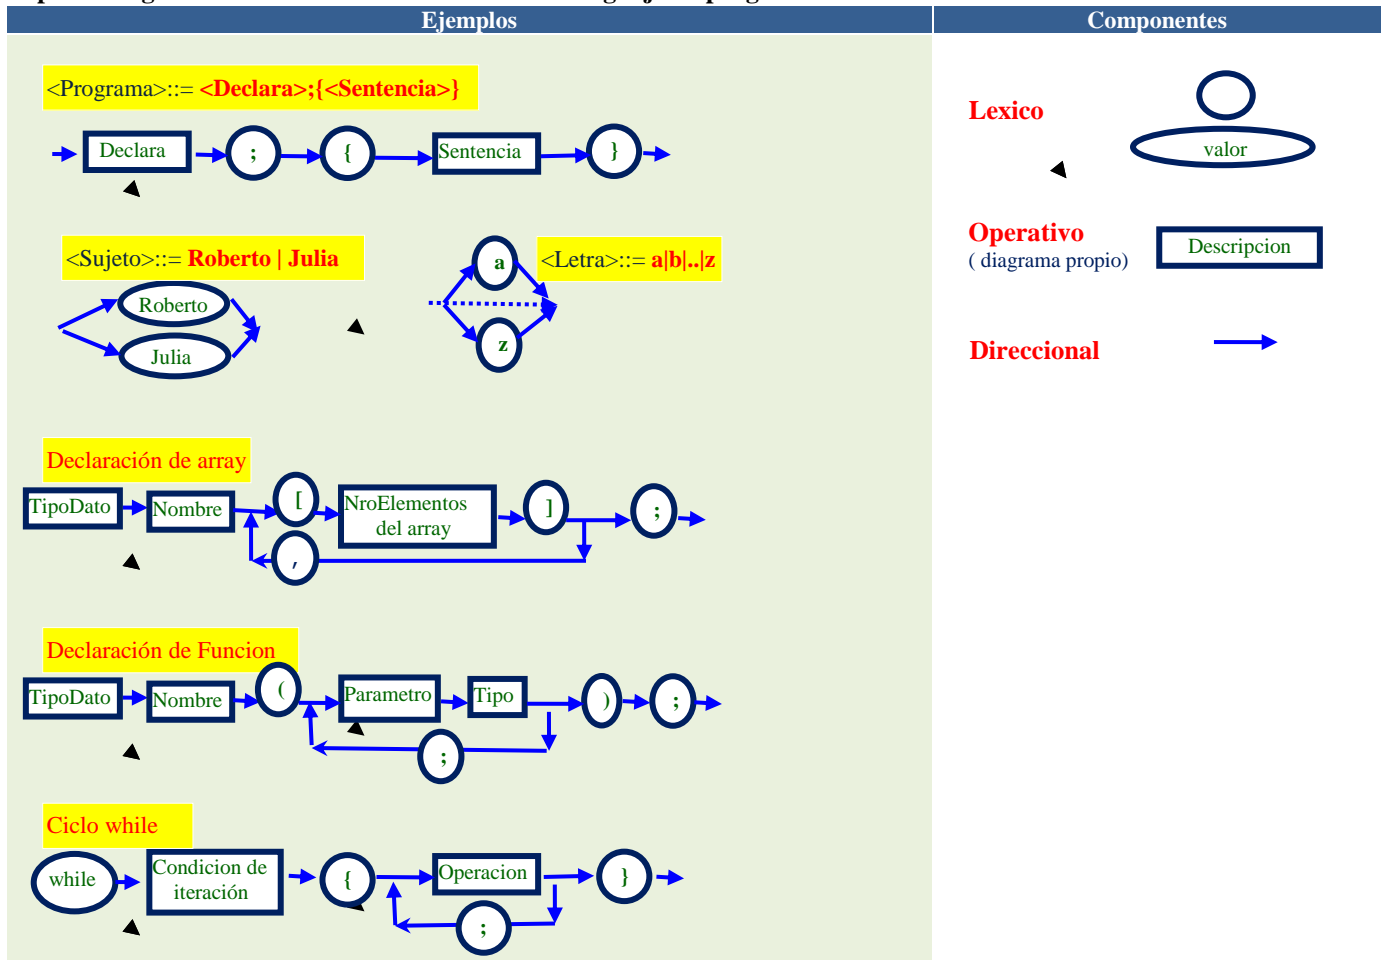 Ejemplos
Componentes
<Programa>::= <Declara>;{<Sentencia>}
Declara ; { Sentencia }
<Sujeto>::= Roberto | Julia
Roberto
Julia
<Letra>::= a|b|..|z
a
z
Declaración de array
TipoDato Nombre [ NroElementos del array ] ;
,
Declaración de Funcion
TipoDato Nombre ( Parametro Tipo ) ;
;
Ciclo while
while Condicion de iteración { Operacion }
;
Lexico
valor
Operativo
( diagrama propio)
Descripcion
Direccional